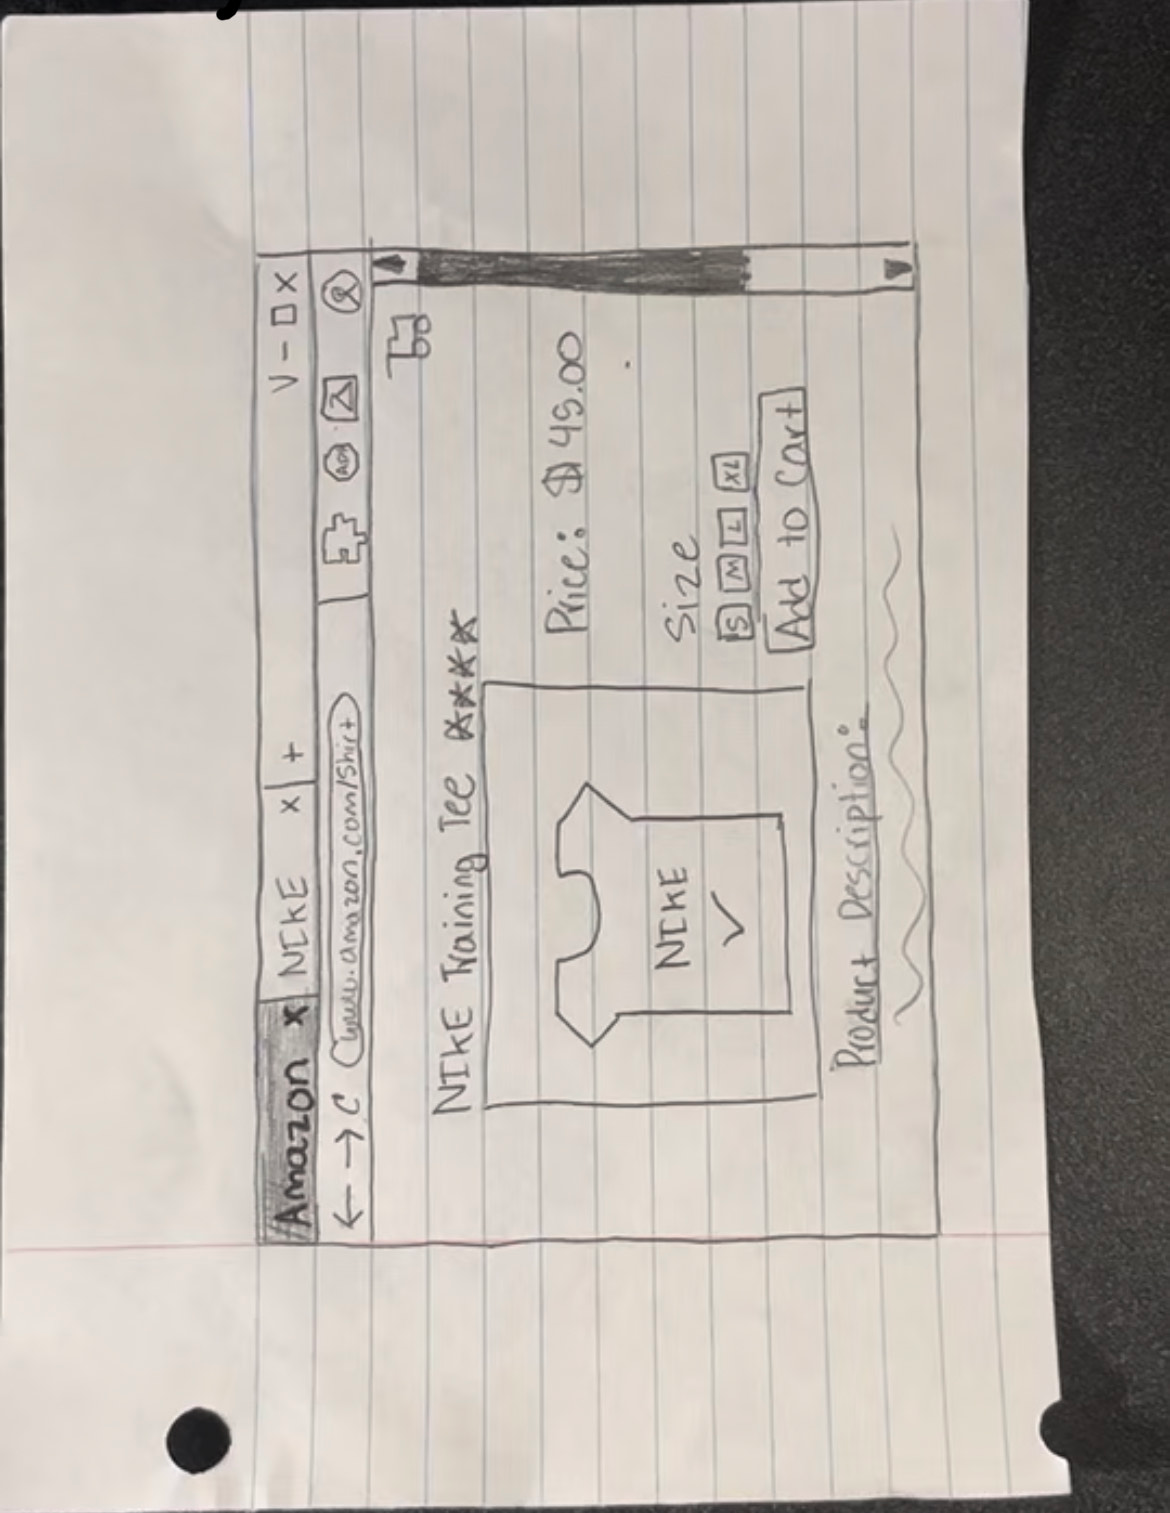 Amazon x NIKE x +
V - □ X
← → C www.amazon.com/Shirt
ADP
NIKE Training Tee ★★★★
Price: $45.00
NIKE
Size
S M L XL
Add to Cart
Product Description: